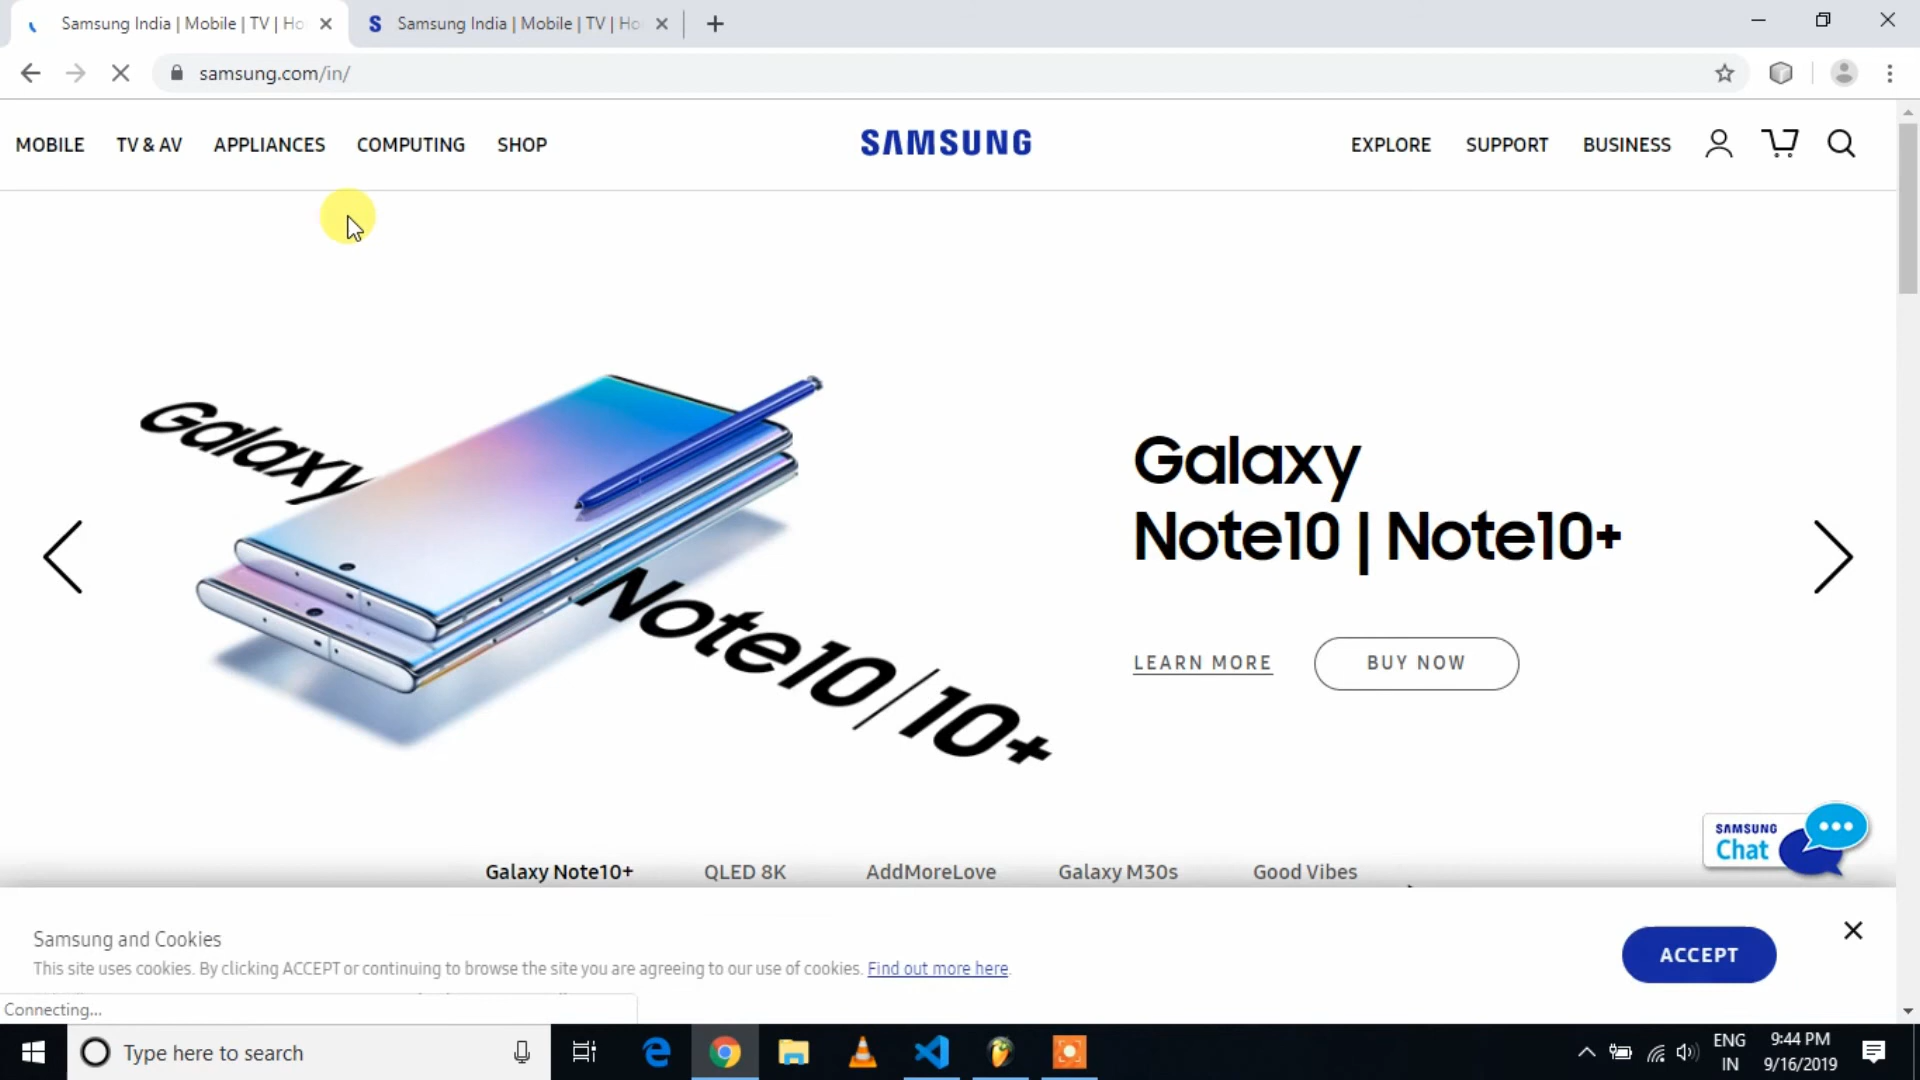 Samsung India | Mobile | TV | Ho
S Samsung India | Mobile | TV | Ho
samsung.com/in/
MOBILE TV & AV APPLIANCES COMPUTING SHOP SAMSUNG EXPLORE SUPPORT BUSINESS
Galaxy
Note10/10+
Galaxy
Note10 | Note10+
LEARN MORE BUY NOW
SAMSUNG
Chat
Galaxy Note10+ QLED 8K AddMoreLove Galaxy M30s Good Vibes
Samsung and Cookies
This site uses cookies. By clicking ACCEPT or continuing to browse the site you are agreeing to our use of cookies. Find out more here.
ACCEPT
Connecting...
Type here to search
ENG
IN
9:44 PM
9/16/2019